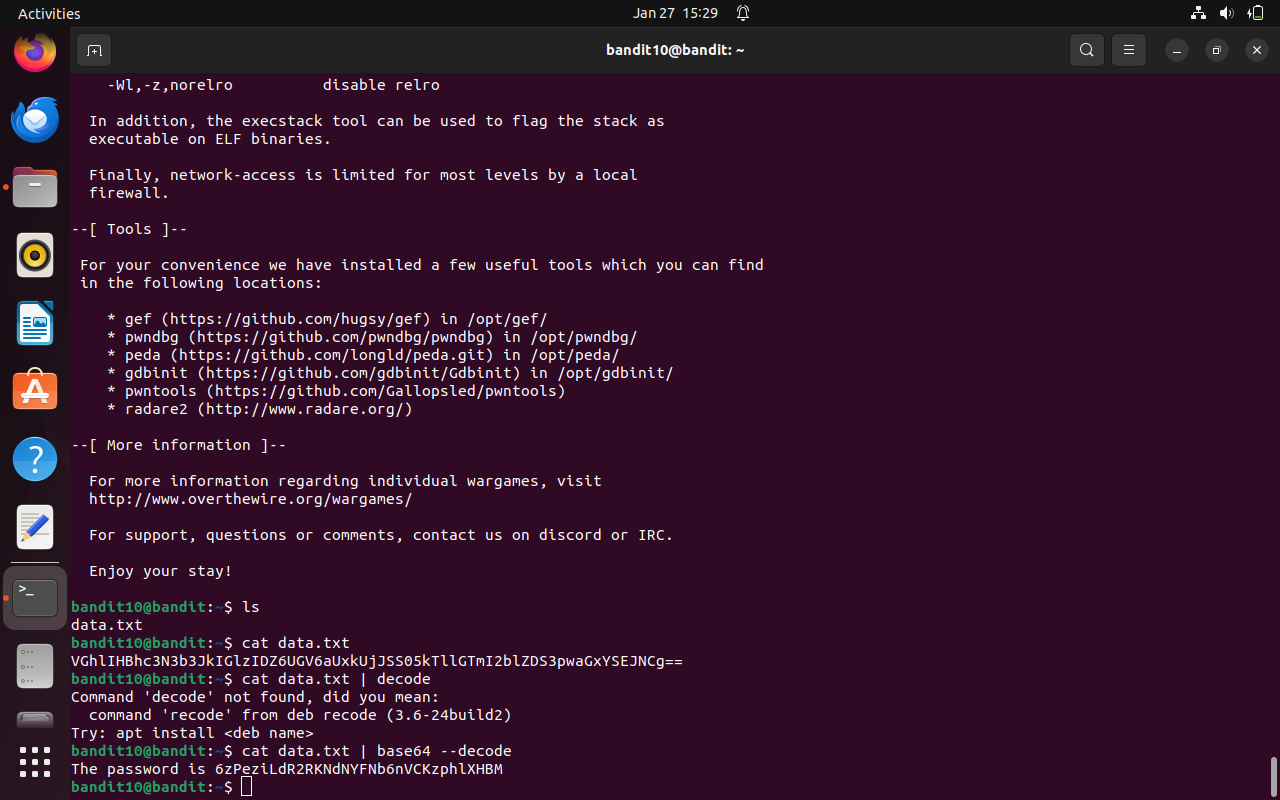 Activities
Jan 27 15:29
bandit10@bandit: ~
-Wl,-z,norelro          disable relro
In addition, the execstack tool can be used to flag the stack as
executable on ELF binaries.
Finally, network-access is limited for most levels by a local
firewall.
--[ Tools ]--
For your convenience we have installed a few useful tools which you can find
in the following locations:
* gef (https://github.com/hugsy/gef) in /opt/gef/
* pwndbg (https://github.com/pwndbg/pwndbg) in /opt/pwndbg/
* peda (https://github.com/longld/peda.git) in /opt/peda/
* gdbinit (https://github.com/gdbinit/Gdbinit) in /opt/gdbinit/
* pwntools (https://github.com/Gallopsled/pwntools)
* radare2 (http://www.radare.org/)
--[ More information ]--
For more information regarding individual wargames, visit
http://www.overthewire.org/wargames/
For support, questions or comments, contact us on discord or IRC.
Enjoy your stay!
bandit10@bandit:~$ ls
data.txt
bandit10@bandit:~$ cat data.txt
VGhlIHBhc3N3b3JkIGlzIDZ6UGV6aUxkUjJSS05kTllGTmI2blZDS3pwaGxYSEJNCg==
bandit10@bandit:~$ cat data.txt | decode
Command 'decode' not found, did you mean:
command 'recode' from deb recode (3.6-24build2)
Try: apt install <deb name>
bandit10@bandit:~$ cat data.txt | base64 --decode
The password is 6zPeziLdR2RKNdNYFNb6nVCKzphlXHBM
bandit10@bandit:~$